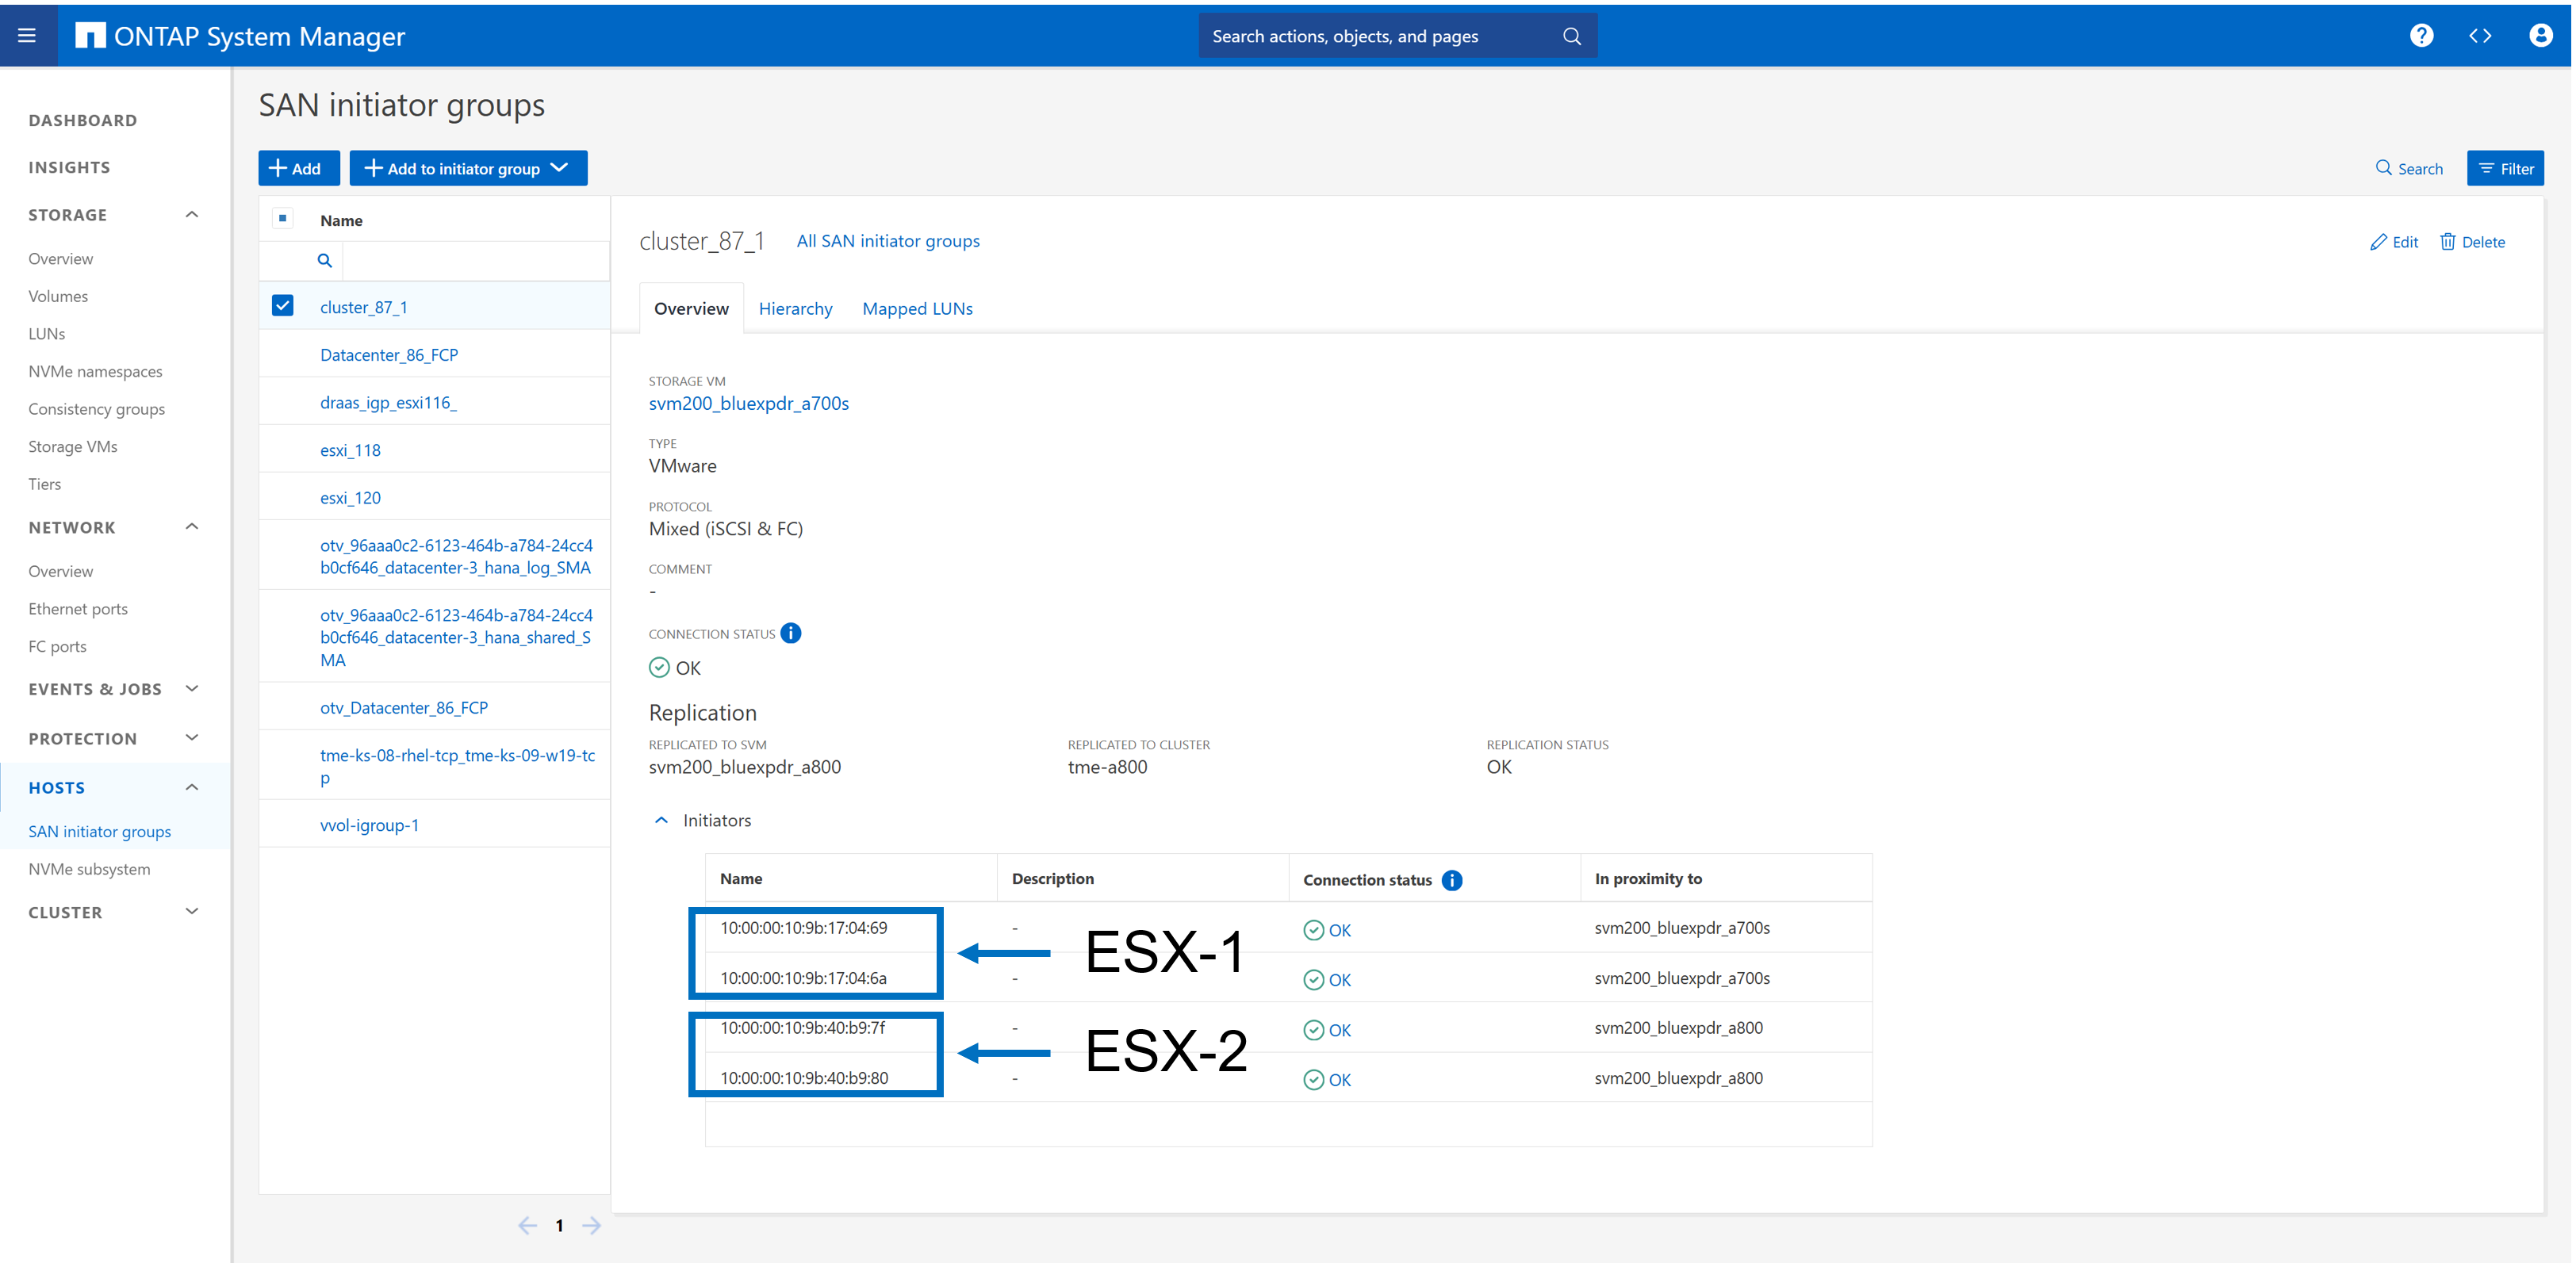 ONTAP System Manager
Search actions, objects, and pages
DASHBOARD
INSIGHTS
STORAGE
Overview
Volumes
LUNs
NVMe namespaces
Consistency groups
Storage VMs
Tiers
NETWORK
Overview
Ethernet ports
FC ports
EVENTS & JOBS
PROTECTION
HOSTS
SAN initiator groups
NVMe subsystem
CLUSTER
SAN initiator groups
Add
Add to initiator group
Search
Filter
Name
cluster_87_1
Datacenter_86_FCP
draas_igp_esxi116_
esxi_118
esxi_120
otv_96aaa0c2-6123-464b-a784-24cc4
b0cf646_datacenter-3_hana_log_SMA
otv_96aaa0c2-6123-464b-a784-24cc4
b0cf646_datacenter-3_hana_shared_S
MA
otv_Datacenter_86_FCP
tme-ks-08-rhel-tcp_tme-ks-09-w19-tc
p
vvol-igroup-1
1
cluster_87_1 All SAN initiator groups
Edit Delete
Overview Hierarchy Mapped LUNs
STORAGE VM
svm200_bluexpdr_a700s
TYPE
VMware
PROTOCOL
Mixed (iSCSI & FC)
COMMENT
-
CONNECTION STATUS
OK
Replication
REPLICATED TO SVM REPLICATED TO CLUSTER REPLICATION STATUS
svm200_bluexpdr_a800 tme-a800 OK
Initiators
Name Description Connection status In proximity to
10:00:00:10:9b:17:04:69 - OK svm200_bluexpdr_a700s
ESX-1
10:00:00:10:9b:17:04:6a - OK svm200_bluexpdr_a700s
10:00:00:10:9b:40:b9:7f - OK svm200_bluexpdr_a800
ESX-2
10:00:00:10:9b:40:b9:80 - OK svm200_bluexpdr_a800